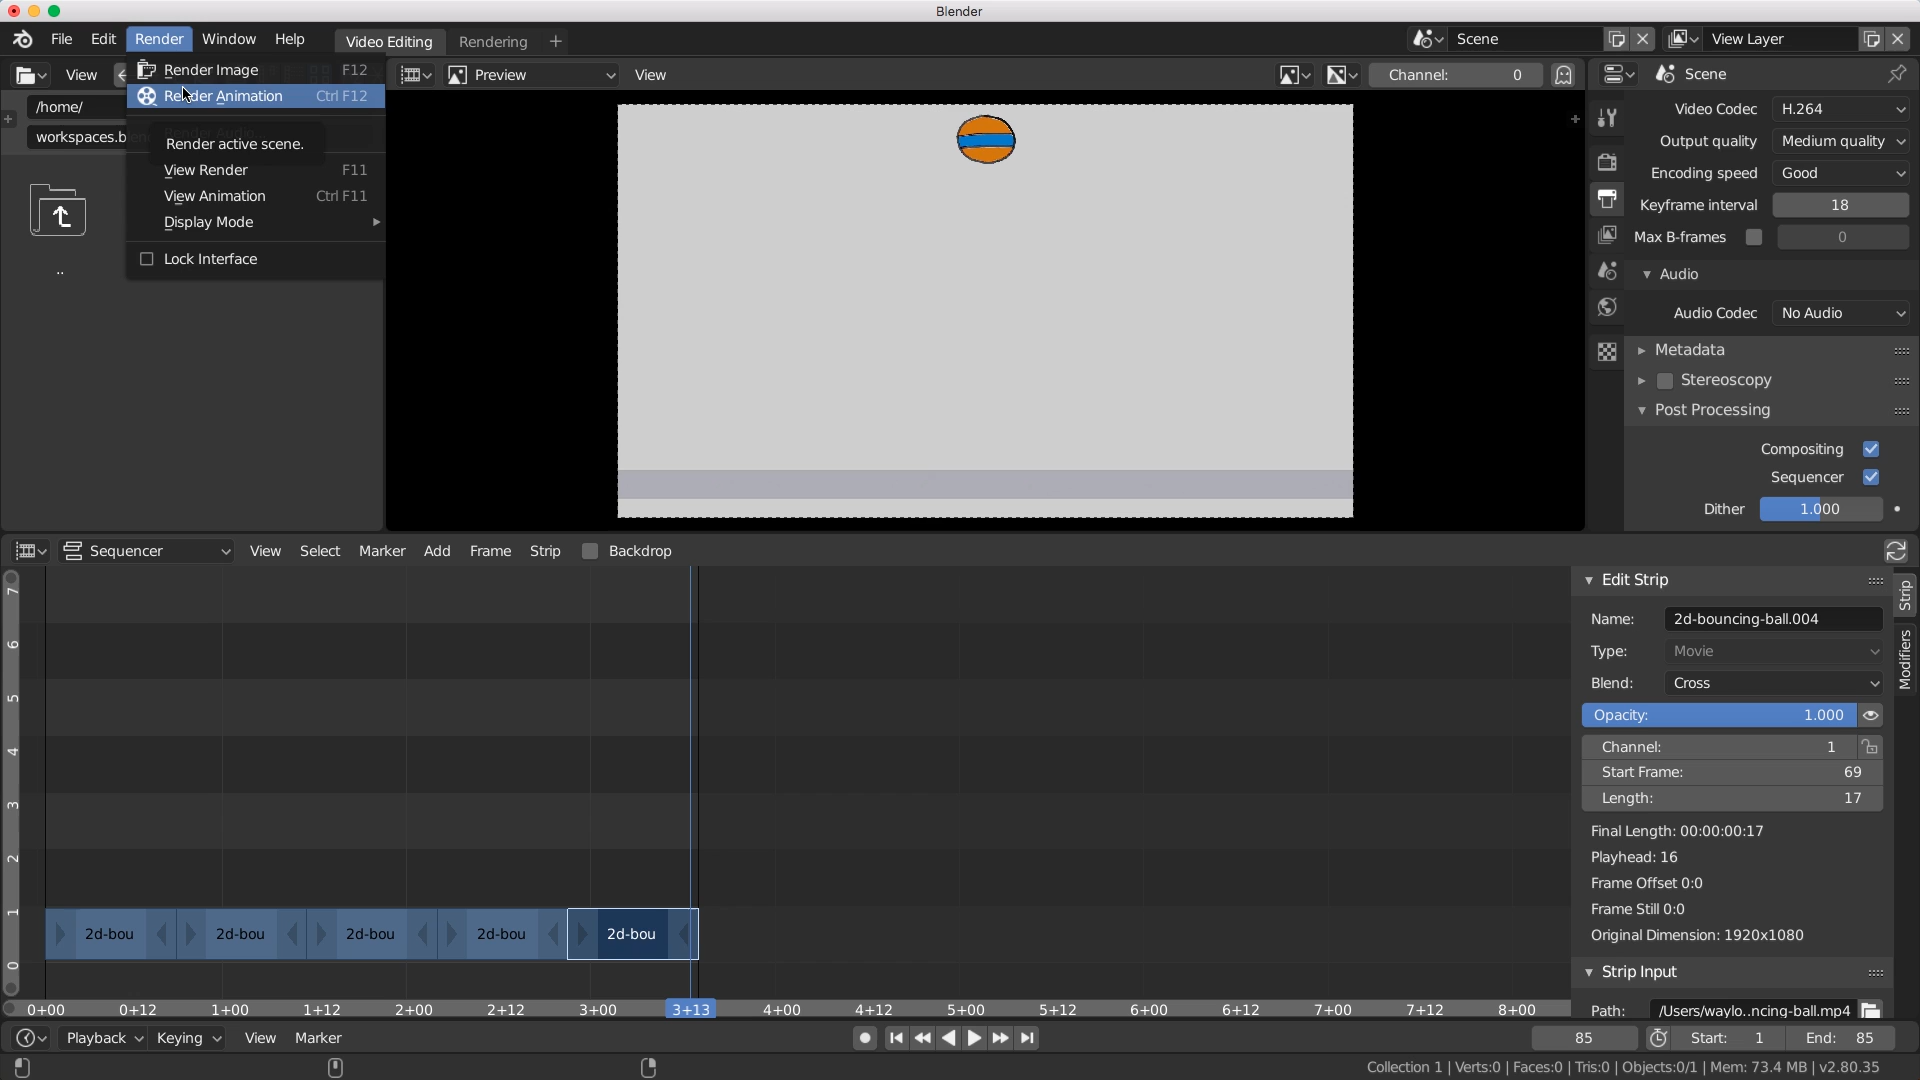 Blender
File Edit Render Window Help Video Editing Rendering + Scene View Layer
View Preview View Channel: 0 Scene
Render Image F12
Render Animation Ctrl F12
/home/
workspaces.blen
Render Audio...
Render active scene.
View Render F11
View Animation Ctrl F11
Display Mode
Lock Interface
..
Video Codec H.264
Output quality Medium quality
Encoding speed Good
Keyframe interval 18
Max B-frames 0
Audio
Audio Codec No Audio
Metadata
Stereoscopy
Post Processing
Compositing
Sequencer
Dither 1.000
Sequencer View Select Marker Add Frame Strip Backdrop
7
6
5
4
3
2
1
0
2d-bou 2d-bou 2d-bou 2d-bou 2d-bou
0+00 0+12 1+00 1+12 2+00 2+12 3+00 3+13 4+00 4+12 5+00 5+12 6+00 6+12 7+00 7+12 8+00
Edit Strip
Name: 2d-bouncing-ball.004
Type: Movie
Blend: Cross
Opacity: 1.000
Channel: 1
Start Frame: 69
Length: 17
Final Length: 00:00:00:17
Playhead: 16
Frame Offset 0:0
Frame Still 0:0
Original Dimension: 1920x1080
Strip Input
Path: /Users/waylo..ncing-ball.mp4
Strip
Modifiers
Playback Keying View Marker 85 Start: 1 End: 85
Collection 1 | Verts:0 | Faces:0 | Tris:0 | Objects:0/1 | Mem: 73.4 MB | v2.80.35